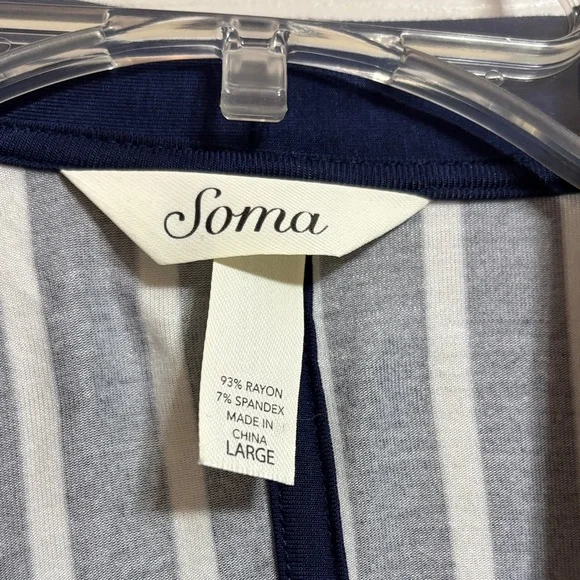 Soma
93% RAYON
7% SPANDEX
MADE IN
CHINA
LARGE